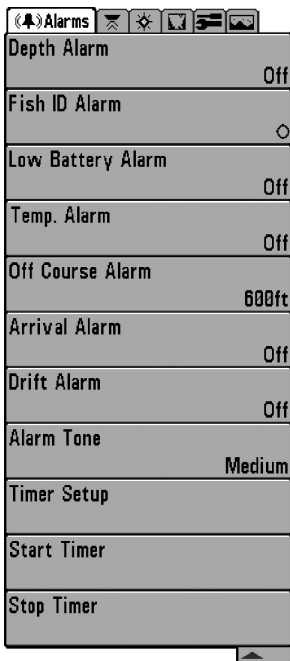 Alarms
Depth Alarm
Off
Fish ID Alarm
Low Battery Alarm
Off
Temp. Alarm
Off
Off Course Alarm
600ft
Arrival Alarm
Off
Drift Alarm
Off
Alarm Tone
Medium
Timer Setup
Start Timer
Stop Timer